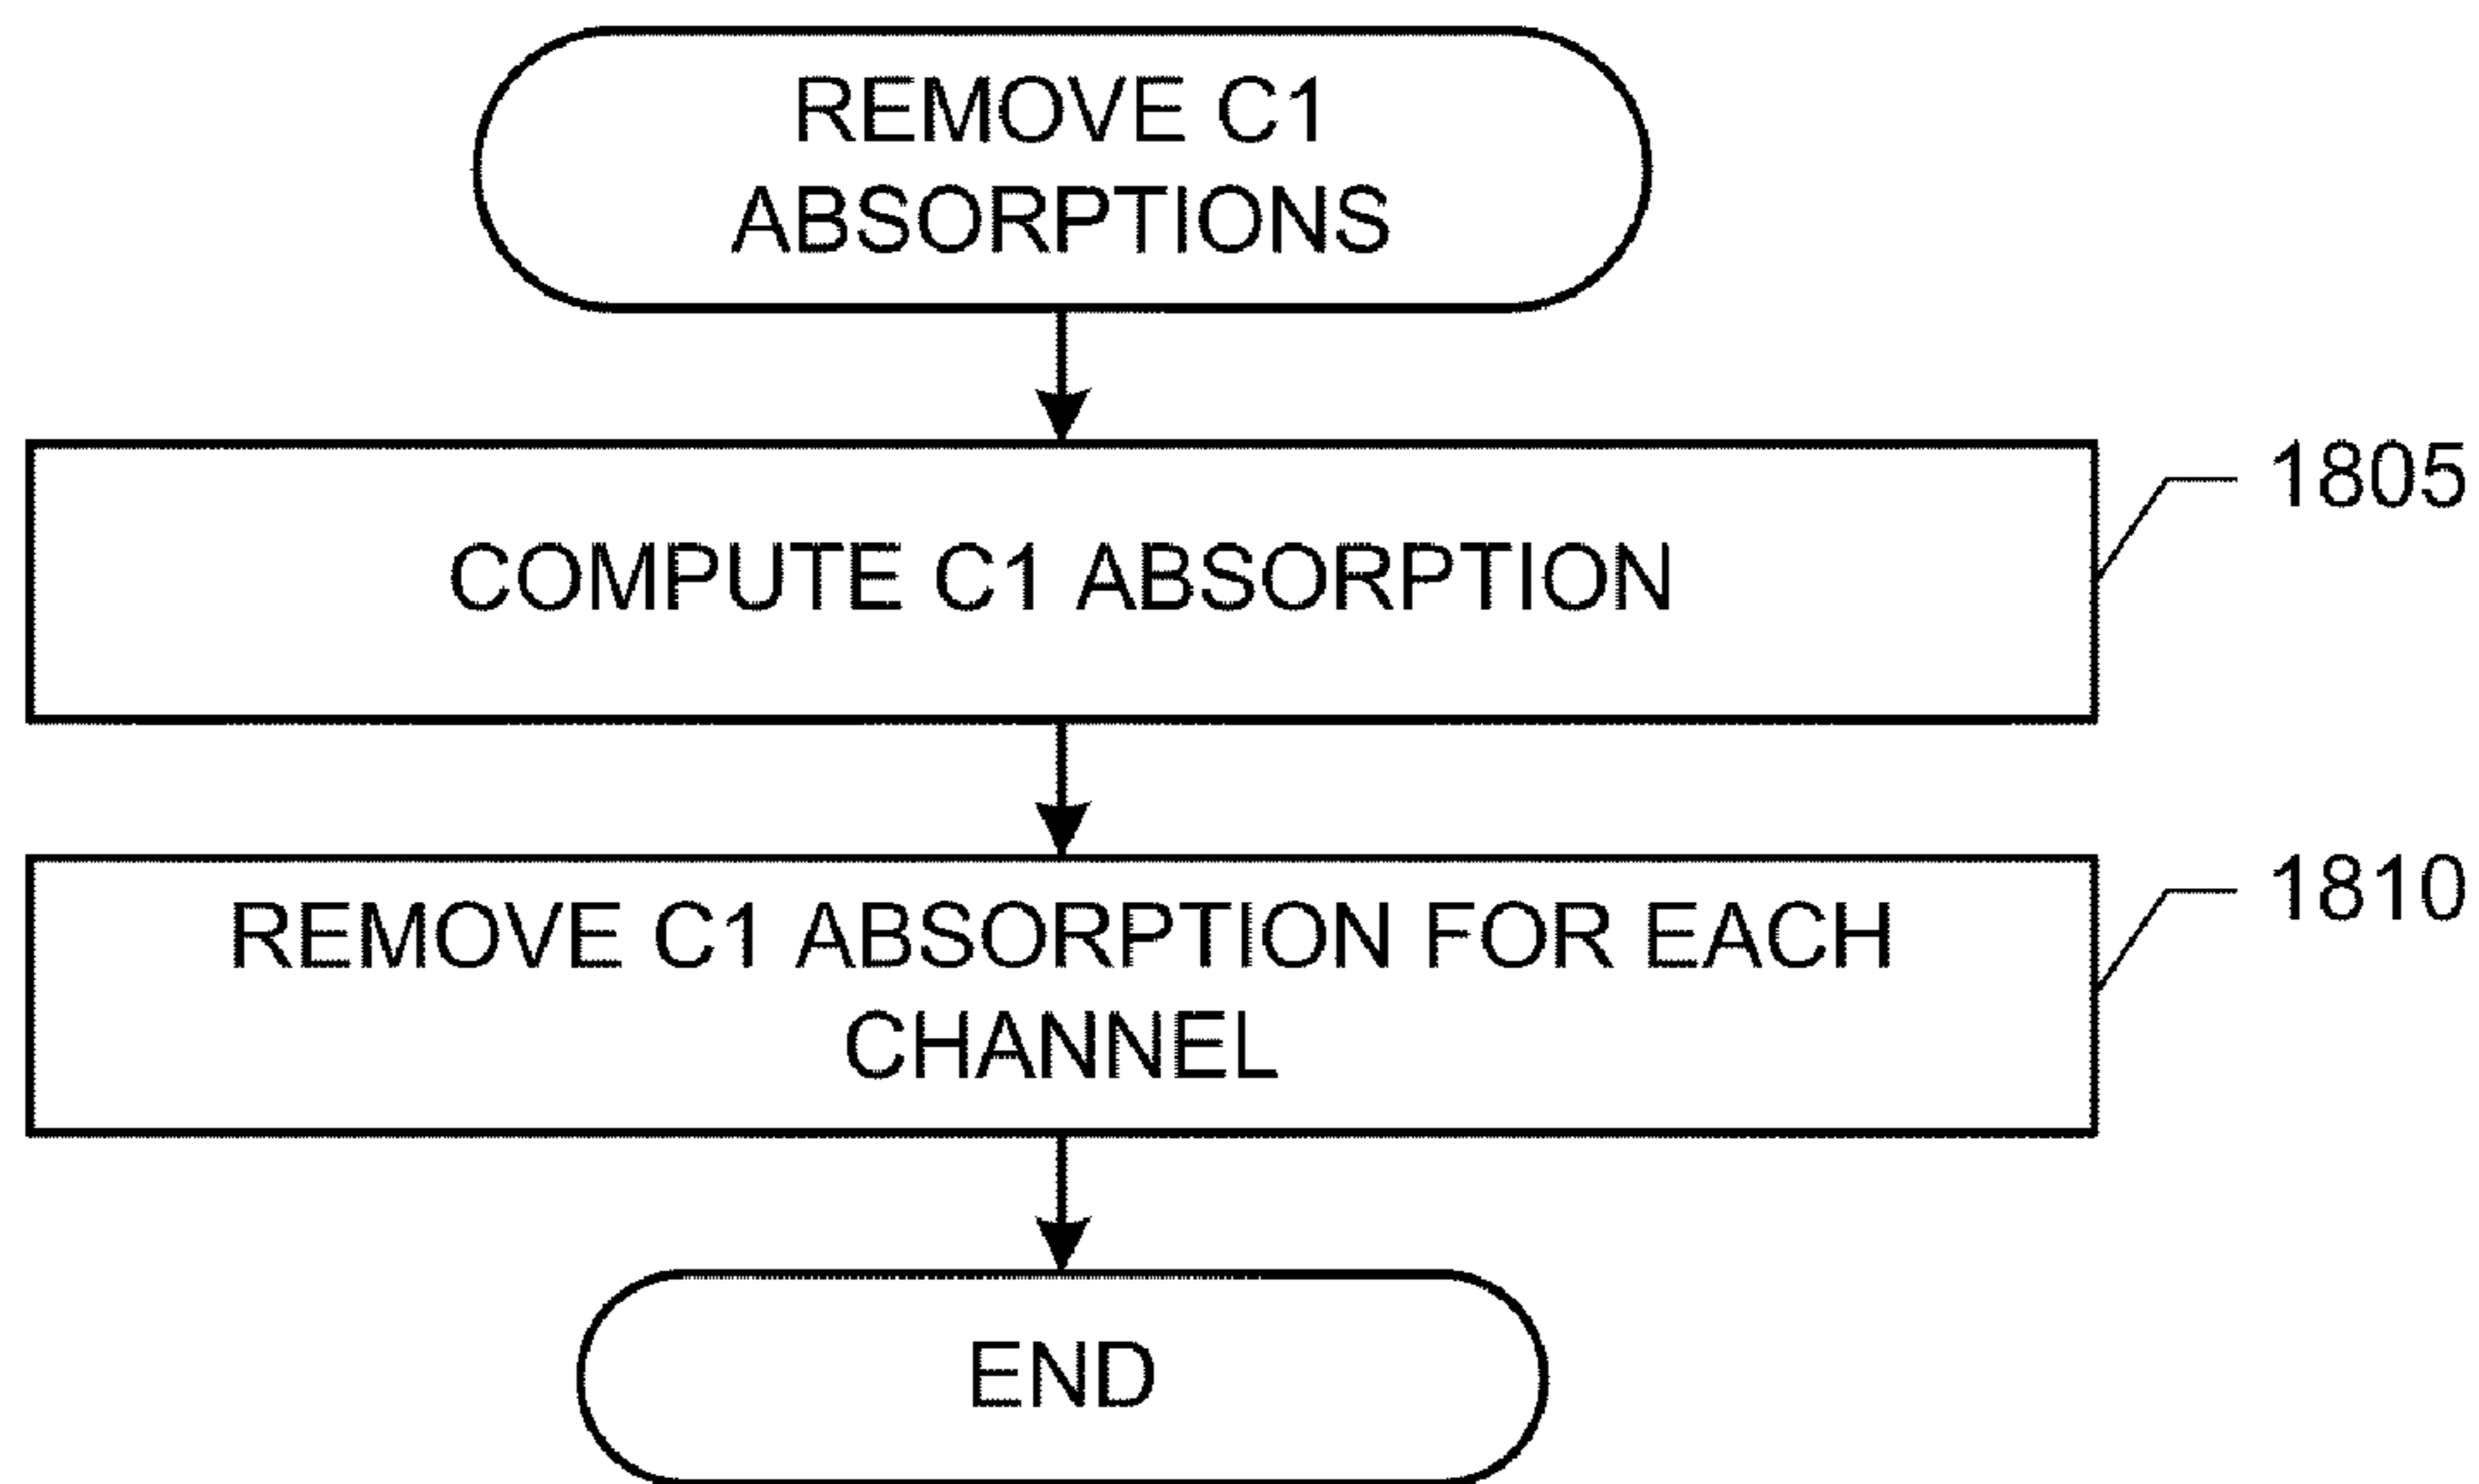 REMOVE C1
ABSORPTIONS
COMPUTE C1 ABSORPTION
1805
REMOVE C1 ABSORPTION FOR EACH
CHANNEL
1810
END